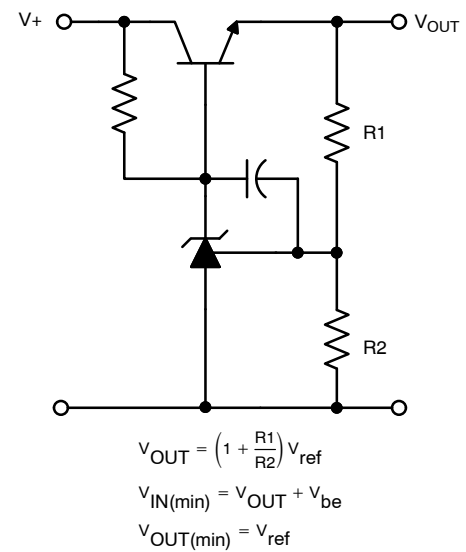 V+
VOUT
R1
R2
VOUT = (1 + R1/R2) Vref
VIN(min) = VOUT + Vbe
VOUT(min) = Vref